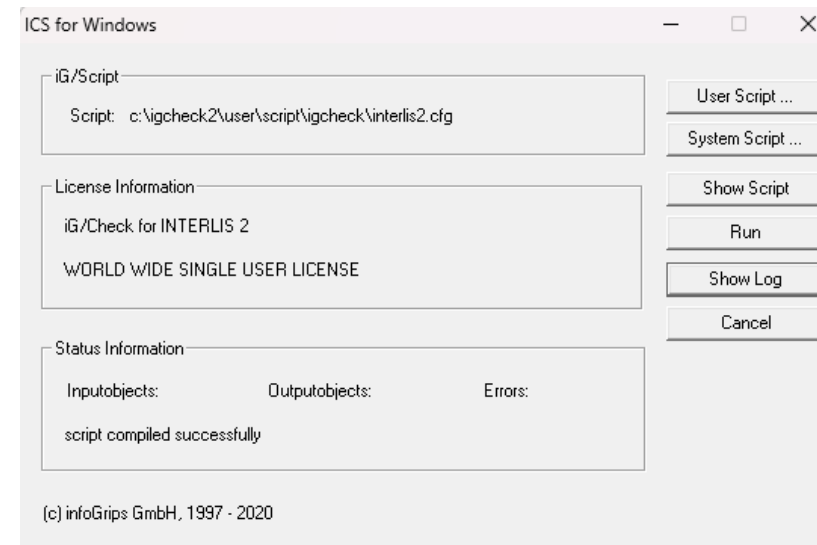 ICS for Windows
iG/Script
Script: c:\igcheck2\user\script\igcheck\interlis2.cfg
User Script ...
System Script ...
License Information
iG/Check for INTERLIS 2
WORLD WIDE SINGLE USER LICENSE
Show Script
Run
Show Log
Cancel
Status Information
Inputobjects: Outputobjects: Errors:
script compiled successfully
(c) infoGrips GmbH, 1997 - 2020